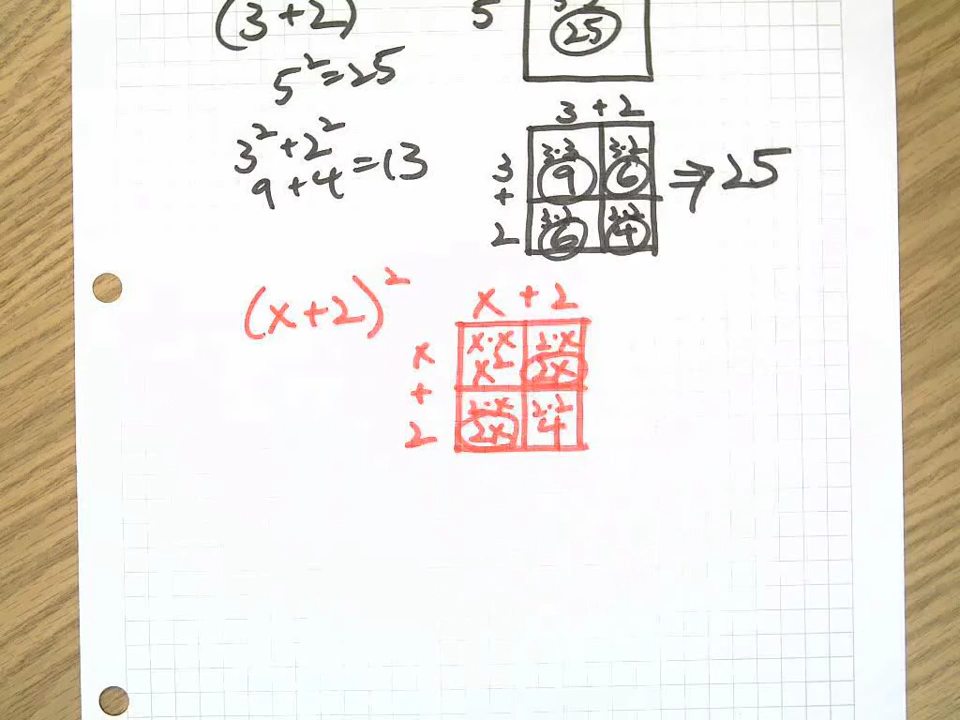 (3+2)
5
25
5²=25
3 + 2
3²+2²
9+4=13
3
+
2
3·3 3·2
9 6
⇒ 25
3·2 2·2
6 4
(x+2)²
x + 2
x
+
2
x·x 2·x
x² 2x
2·x 2·2
2x 4